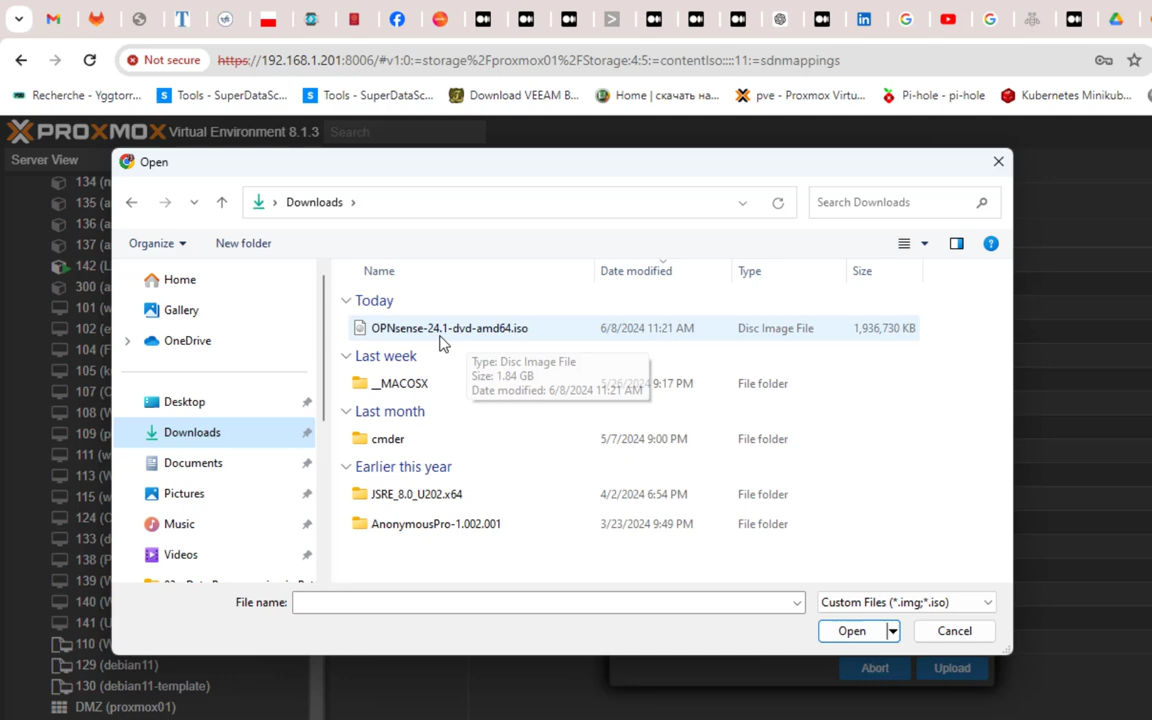 Not secure https://192.168.1.201:8006/#v1:0:=storage%2Fproxmox01%2FStorage:4:5:=contentIso::::11:=sdnmappings
Recherche - Yggtorr... Tools - SuperDataSc... Tools - SuperDataSc... Download VEEAM B... Home | скачать на... pve - Proxmox Virtu... Pi-hole - pi-hole Kubernetes Minikub...
PROXMOX Virtual Environment 8.1.3 Search
Server View
134 (n
135 (a
136 (a
137 (a
142 (L
300 (a
101 (w
102 (e
104 (F
105 (k
107 (C
108 (W
109 (p
111 (w
113 (W
115 (w
124 (C
133 (d
138 (P
139 (W
140 (W
141 (U
110 (W
129 (debian11)
130 (debian11-template)
DMZ (proxmox01)
Open
Downloads
Search Downloads
Organize New folder
Home
Gallery
OneDrive
Desktop
Downloads
Documents
Pictures
Music
Videos
Name Date modified Type Size
Today
OPNsense-24.1-dvd-amd64.iso 6/8/2024 11:21 AM Disc Image File 1,936,730 KB
Last week
__MACOSX 5/26/2024 9:17 PM File folder
Type: Disc Image File
Size: 1.84 GB
Date modified: 6/8/2024 11:21 AM
Last month
cmder 5/7/2024 9:00 PM File folder
Earlier this year
JSRE_8.0_U202.x64 4/2/2024 6:54 PM File folder
AnonymousPro-1.002.001 3/23/2024 9:49 PM File folder
File name: Custom Files (*.img;*.iso)
Open Cancel
Abort Upload